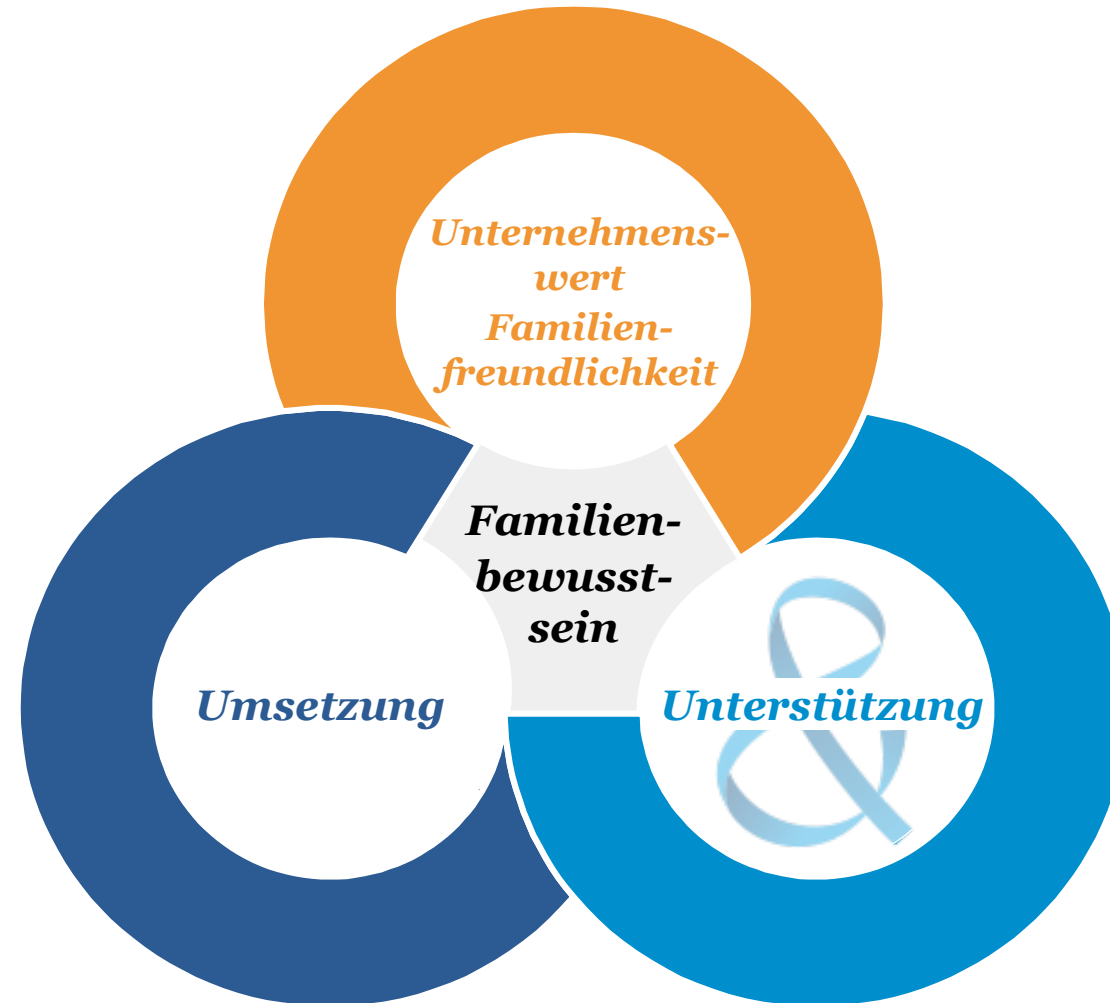 Unternehmens-
wert
Familien-
freundlichkeit
Familien-
bewusst-
sein
Umsetzung
Unterstützung
&